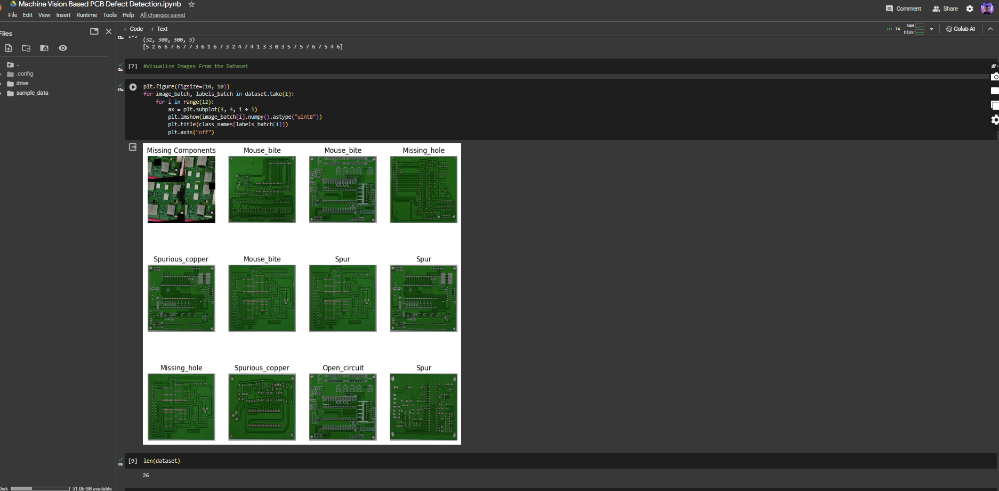 Machine Vision Based PCB Defect Detection.ipynb
File Edit View Insert Runtime Tools Help All changes saved
Comment Share
Files
+ Code + Text
T4 RAM Disk Colab AI
..
.config
drive
sample_data
12s
(32, 300, 300, 3)
[5 2 6 6 7 6 7 7 3 6 1 6 7 3 2 4 7 4 1 3 3 0 3 5 7 5 7 6 7 5 4 6]
0s [7] #Visualize Images From the Dataset
13s
plt.figure(figsize=(10, 10))
for image_batch, labels_batch in dataset.take(1):
for i in range(12):
ax = plt.subplot(3, 4, i + 1)
plt.imshow(image_batch[i].numpy().astype("uint8"))
plt.title(class_names[labels_batch[i]])
plt.axis("off")
Missing Components Mouse_bite Mouse_bite Missing_hole
Spurious_copper Mouse_bite Spur Spur
Missing_hole Spurious_copper Open_circuit Spur
0s [9] len(dataset)
26
Disk 51.06 GB available